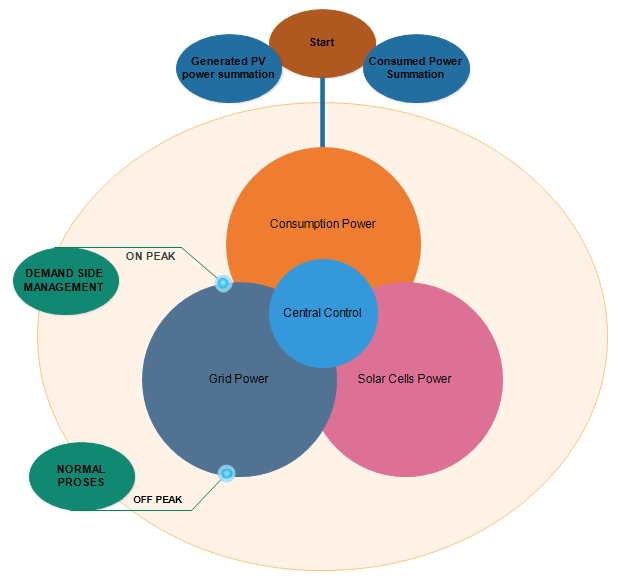 Start
Generated PV
power summation
Consumed Power
Summation
Consumption Power
ON PEAK
DEMAND SIDE
MANAGEMENT
Central Control
Grid Power
Solar Cells Power
NORMAL
PROSES
OFF PEAK